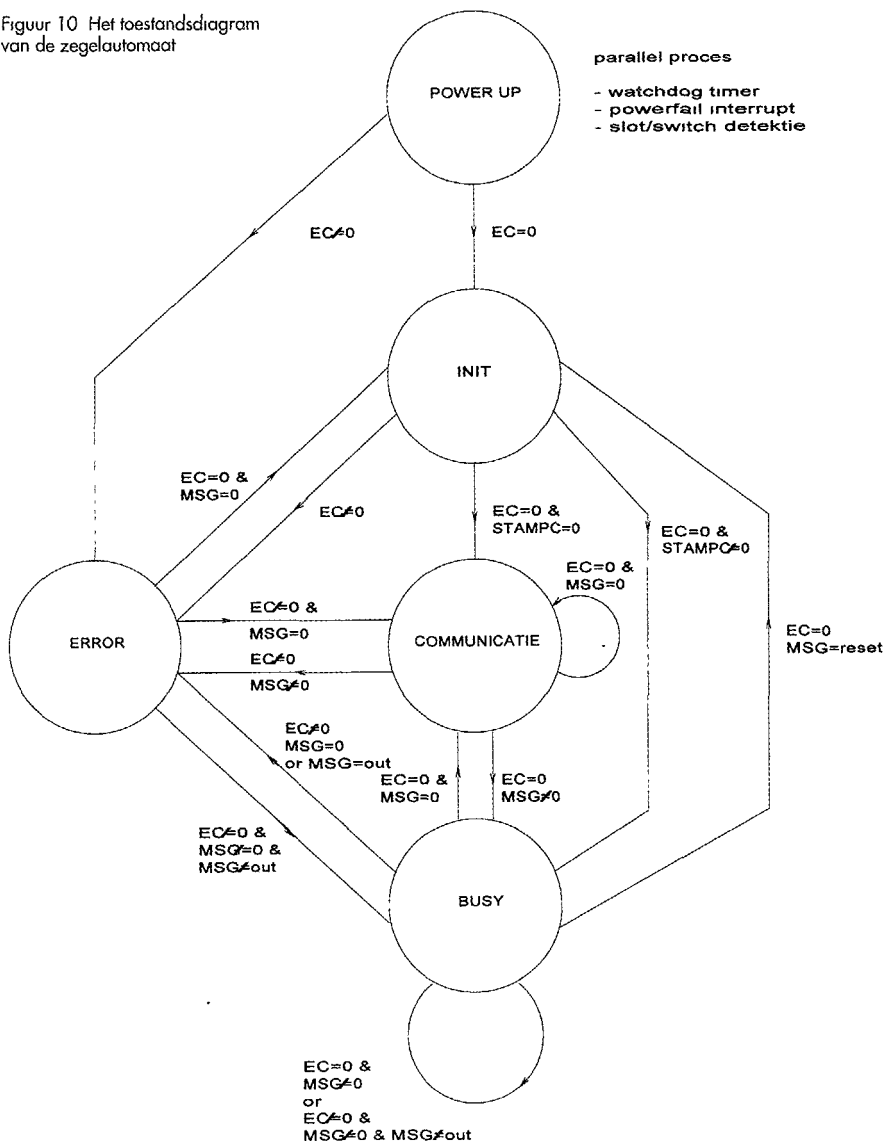 Figuur 10 Het toestandsdiagram
van de zegelautomaat
parallel proces
- watchdog timer
- powerfail interrupt
- slot/switch detektie
POWER UP
EC≠0
EC=0
INIT
EC=0 &
MSG=0
EC≠0
EC=0 &
STAMPC=0
EC=0 &
STAMPC≠0
EC=0 &
MSG=0
EC≠0 &
MSG=0
ERROR
COMMUNICATIE
EC=0
MSG=reset
EC≠0
MSG≠0
EC≠0
MSG=0
or MSG=out
EC=0 &
MSG=0
EC=0
MSG≠0
EC≠0 &
MSG≠0 &
MSG≠out
BUSY
EC=0 &
MSG≠0
or
EC≠0 &
MSG≠0 & MSG≠out